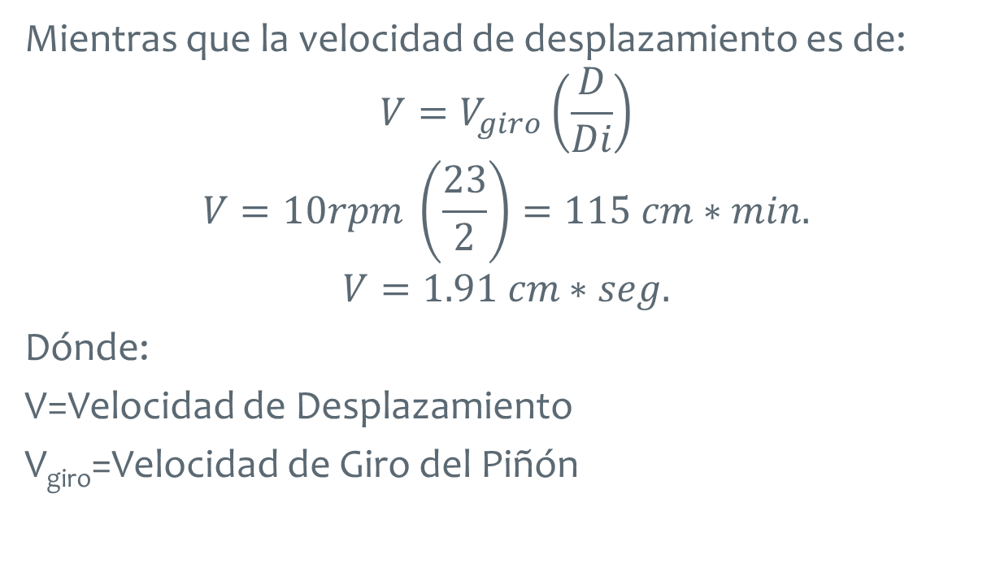 Mientras que la velocidad de desplazamiento es de:
V = V_giro (D/Di)
V = 10rpm (23/2) = 115 cm * min.
V = 1.91 cm * seg.
Dónde:
V=Velocidad de Desplazamiento
V_giro=Velocidad de Giro del Piñón